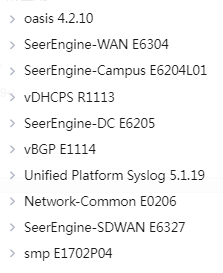 oasis 4.2.10
SeerEngine-WAN E6304
SeerEngine-Campus E6204L01
vDHCPS R1113
SeerEngine-DC E6205
vBGP E1114
Unified Platform Syslog 5.1.19
Network-Common E0206
SeerEngine-SDWAN E6327
smp E1702P04